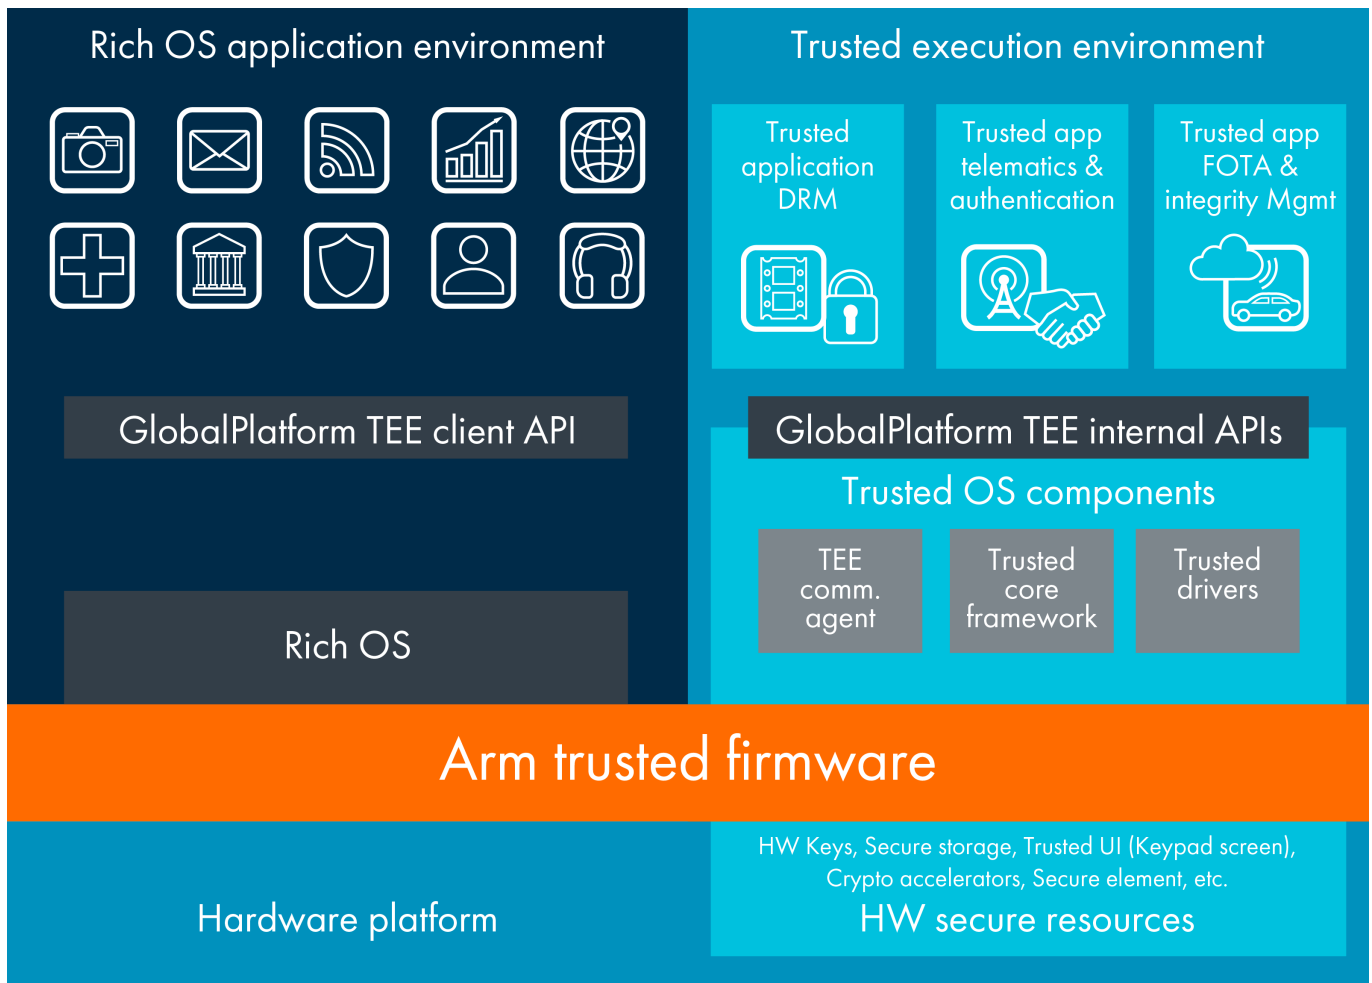 Rich OS application environment
Trusted execution environment
Trusted
application
DRM
Trusted app
telematics &
authentication
Trusted app
FOTA &
integrity Mgmt
GlobalPlatform TEE client API
GlobalPlatform TEE internal APIs
Trusted OS components
TEE
comm.
agent
Trusted
core
framework
Trusted
drivers
Rich OS
Arm trusted firmware
Hardware platform
HW Keys, Secure storage, Trusted UI (Keypad screen),
Crypto accelerators, Secure element, etc.
HW secure resources